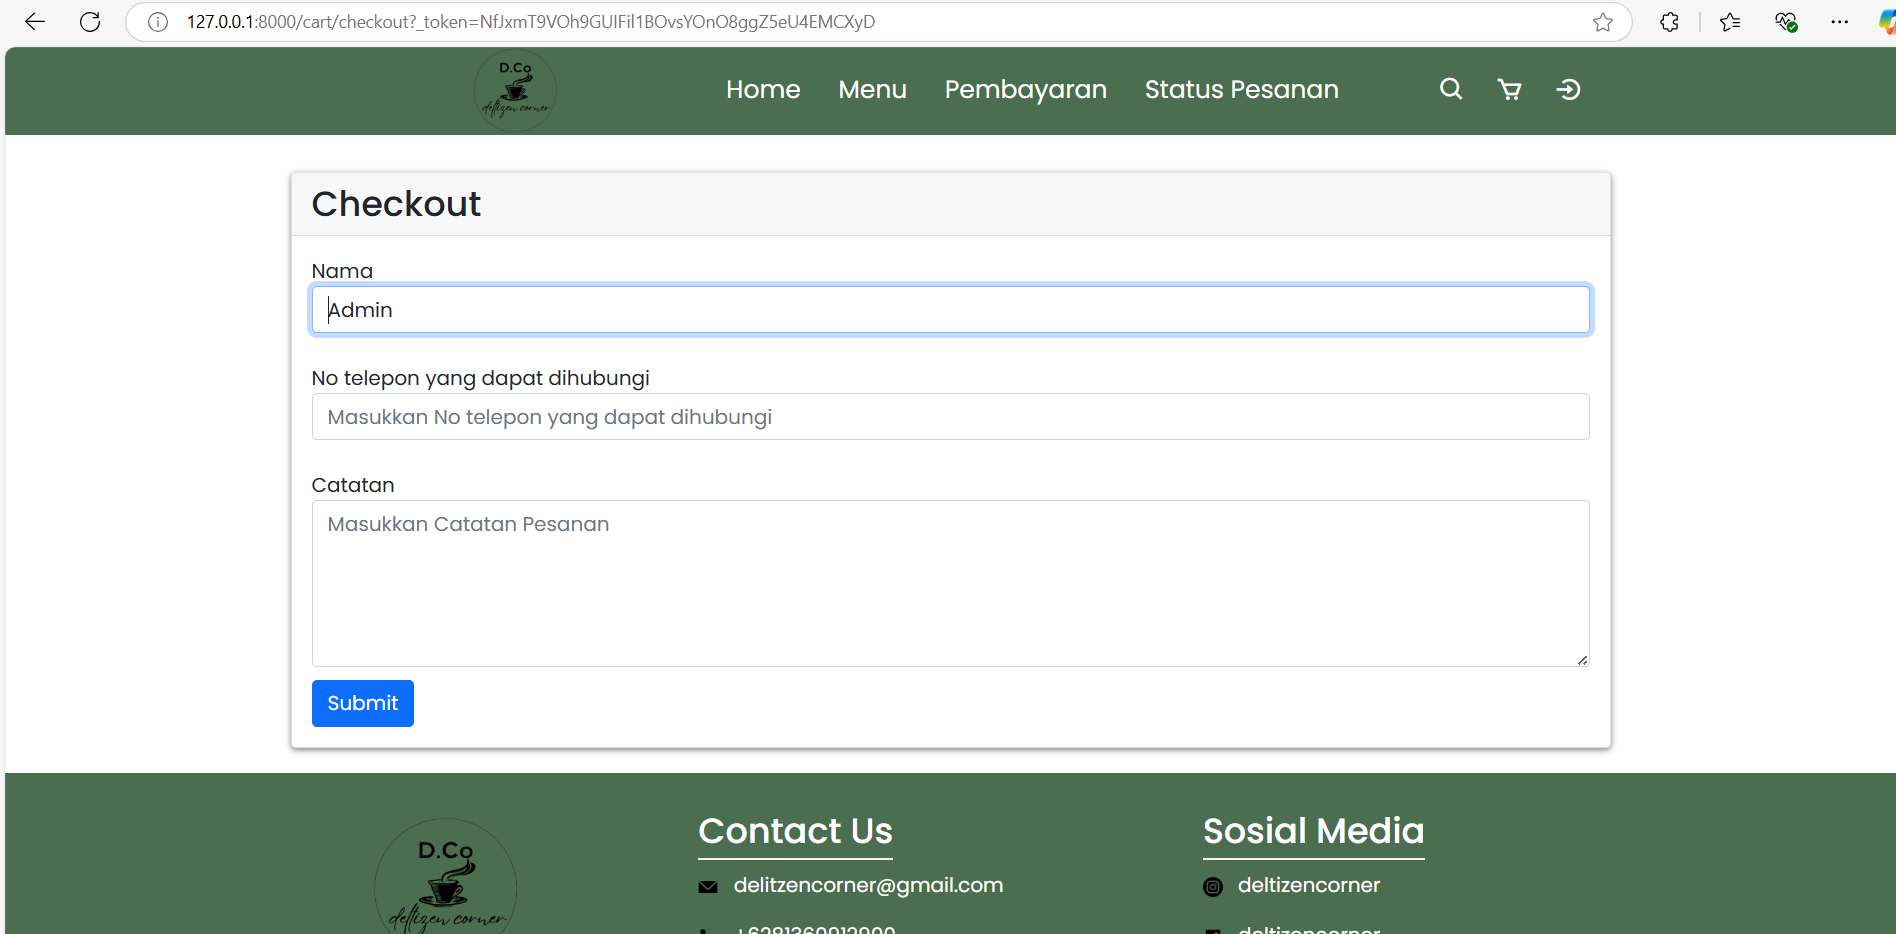 127.0.0.1:8000/cart/checkout?_token=NfJxmT9VOh9GUIFil1BOvsYOnO8ggZ5eU4EMCXyD
D.Co
deltizen corner
Home Menu Pembayaran Status Pesanan
Checkout
Nama
Admin
No telepon yang dapat dihubungi
Masukkan No telepon yang dapat dihubungi
Catatan
Masukkan Catatan Pesanan
Submit
D.Co
deltizen corner
Contact Us
delitzencorner@gmail.com
+6281360912900
Sosial Media
deltizencorner
deltizencorner